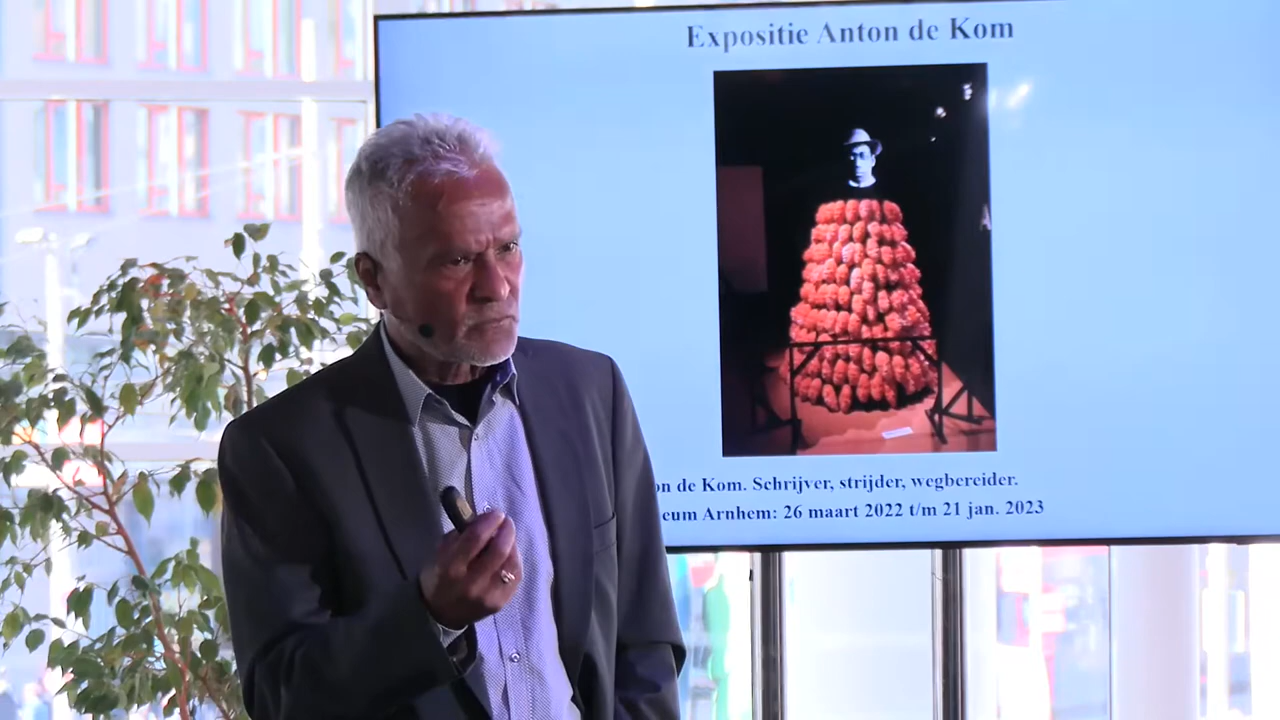 Expositie Anton de Kom
on de Kom. Schrijver, strijder, wegbereider.
eum Arnhem: 26 maart 2022 t/m 21 jan. 2023